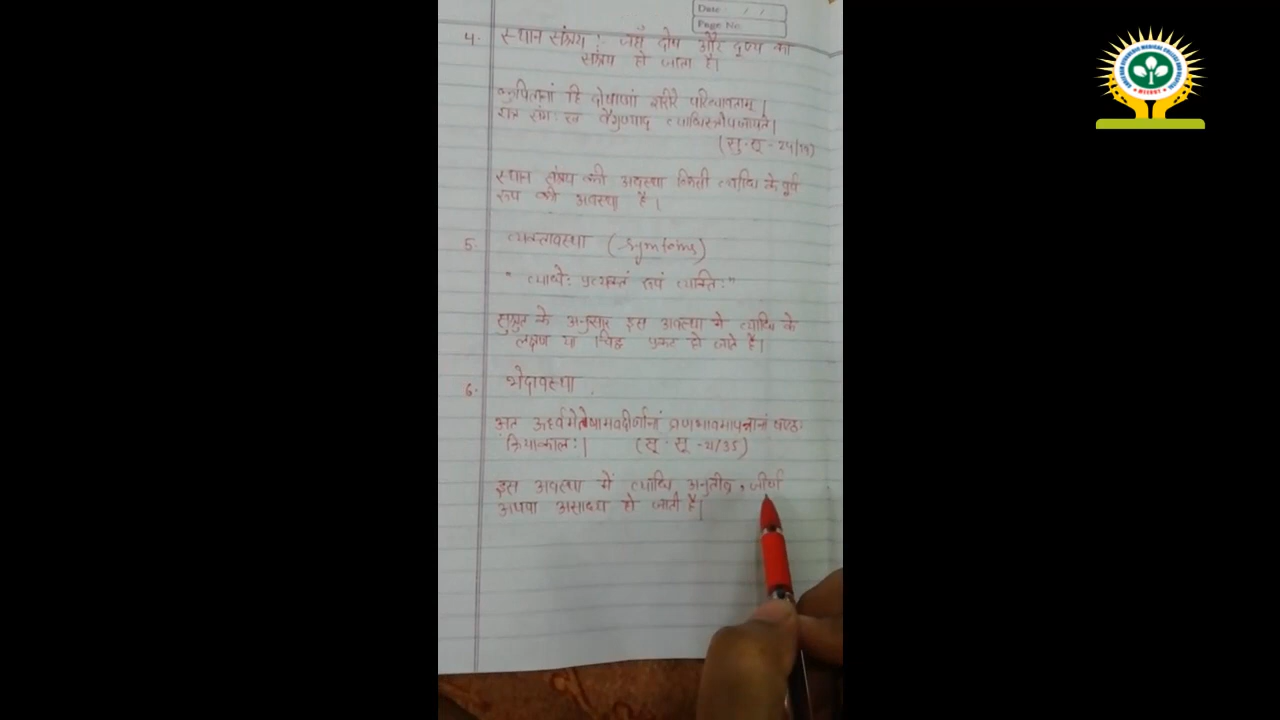 Date / /
Page No.
4. स्थान संश्रय :- जहाँ दोष और दूष्य का
संश्रय हो जाता है।
कुपितानां हि दोषाणां शरीरे परिधावताम्।
यत्र संग: ख वैगुण्याद व्याधिस्तत्रोपजायते।
(सु. सू - 24/19)
स्थान संश्रय की अवस्था किसी व्याधि के पूर्व
रूप की अवस्था है।
5. व्यक्तावस्था (Symtoms)
" व्याधे: प्रव्यक्तं रूपं व्यक्ति: "
सुश्रुत के अनुसार इस अवस्था में व्याधि के
लक्षण या चिह्न प्रकट हो जाते है।
6. भेदावस्था
अत ऊर्ध्वमेतेषामवदीर्णानां व्रणभावमापन्नानां षष्ठ:
क्रियाकाल:। (सु. सू - 21/35)
इस अवस्था में व्याधि अनुतीव्र, जीर्ण
अथवा असाध्य हो जाती है।